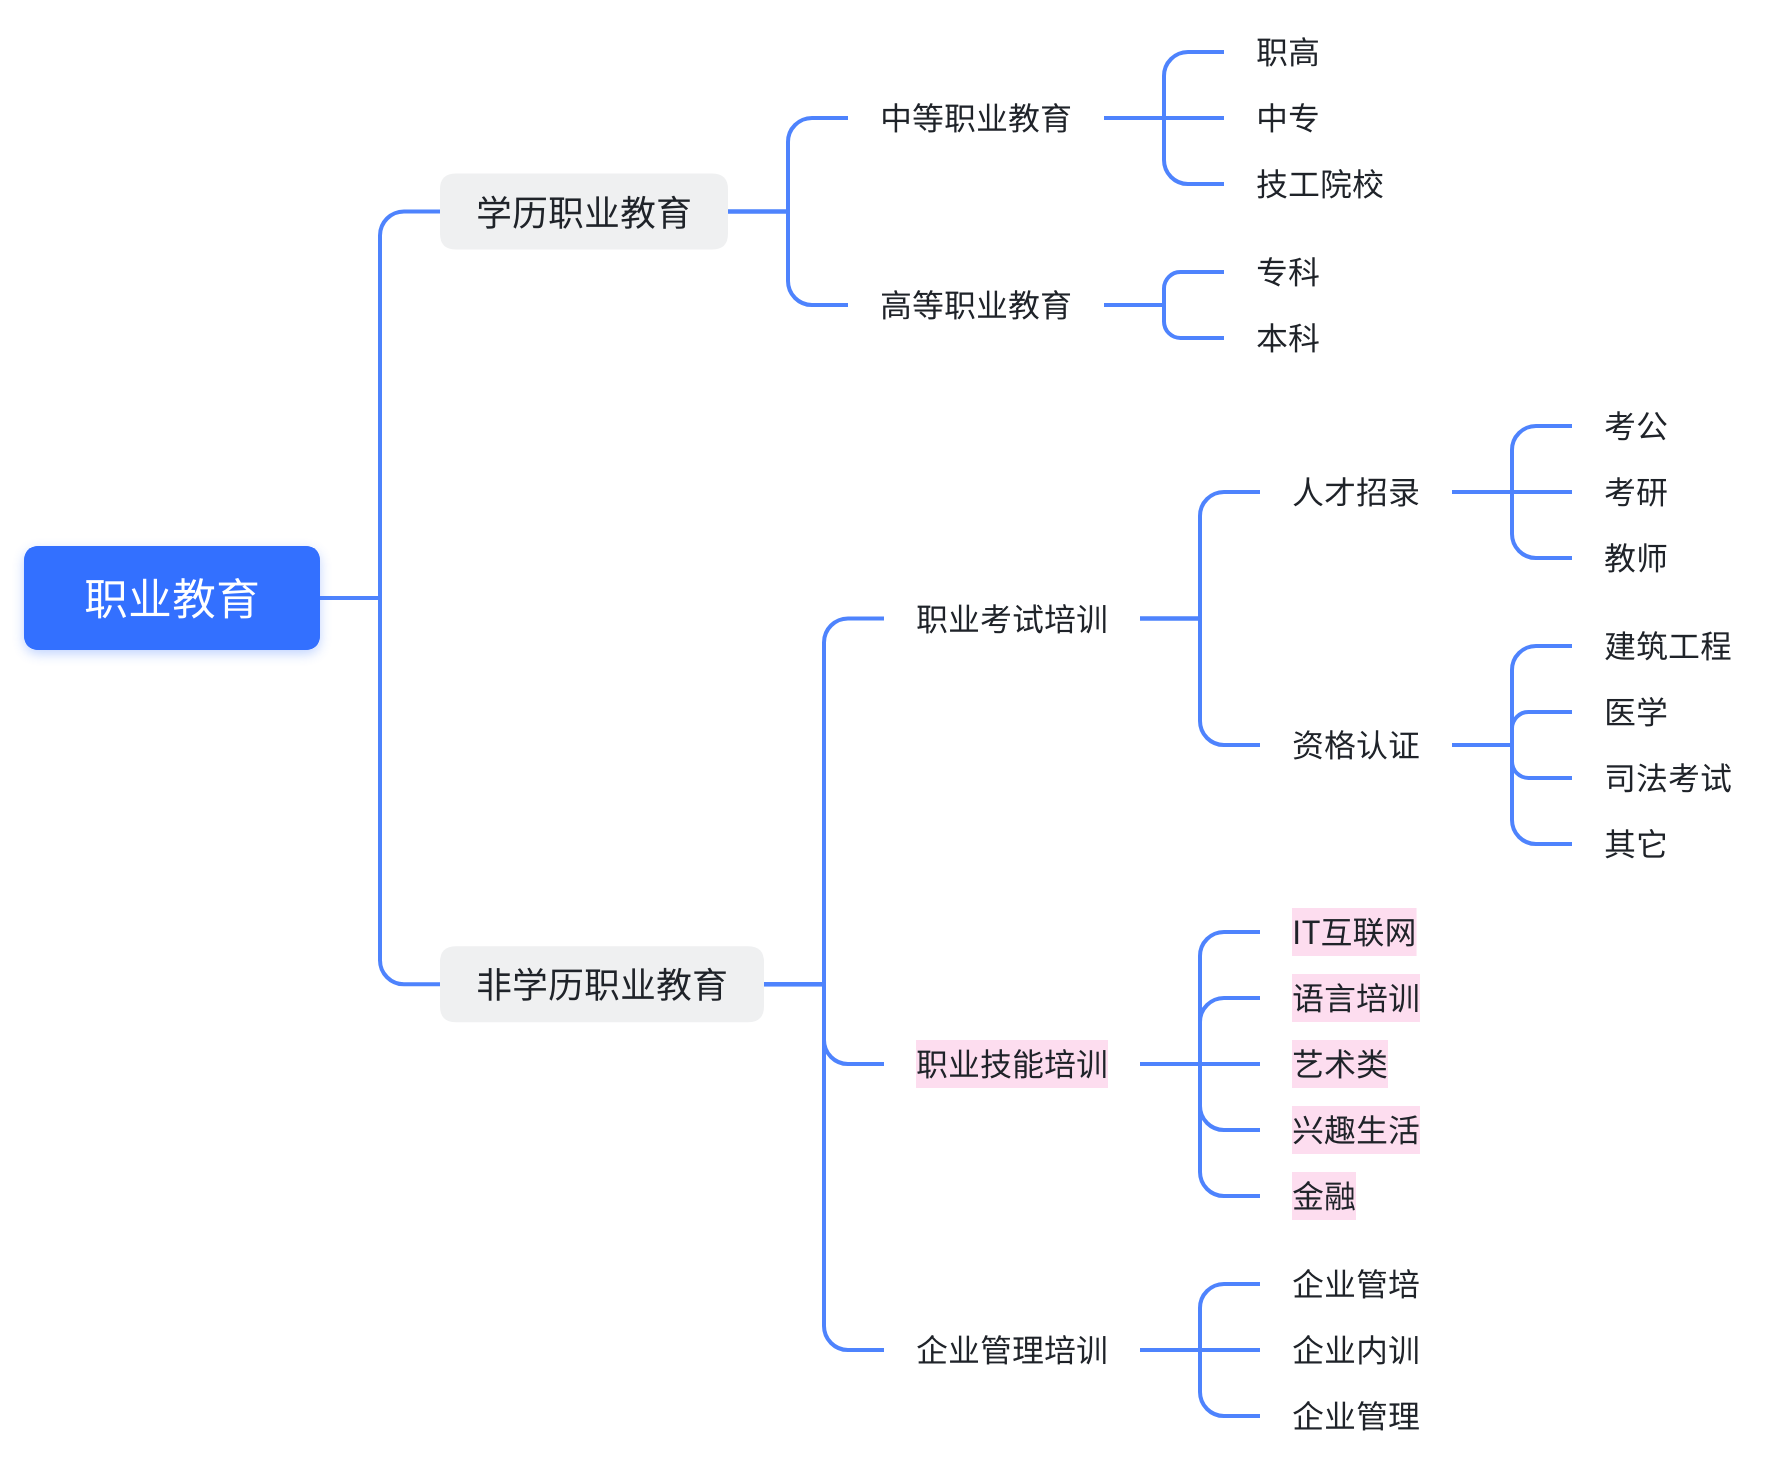 职业教育
学历职业教育
中等职业教育
职高
中专
技工院校
高等职业教育
专科
本科
非学历职业教育
职业考试培训
人才招录
考公
考研
教师
资格认证
建筑工程
医学
司法考试
其它
职业技能培训
IT互联网
语言培训
艺术类
兴趣生活
金融
企业管理培训
企业管培
企业内训
企业管理